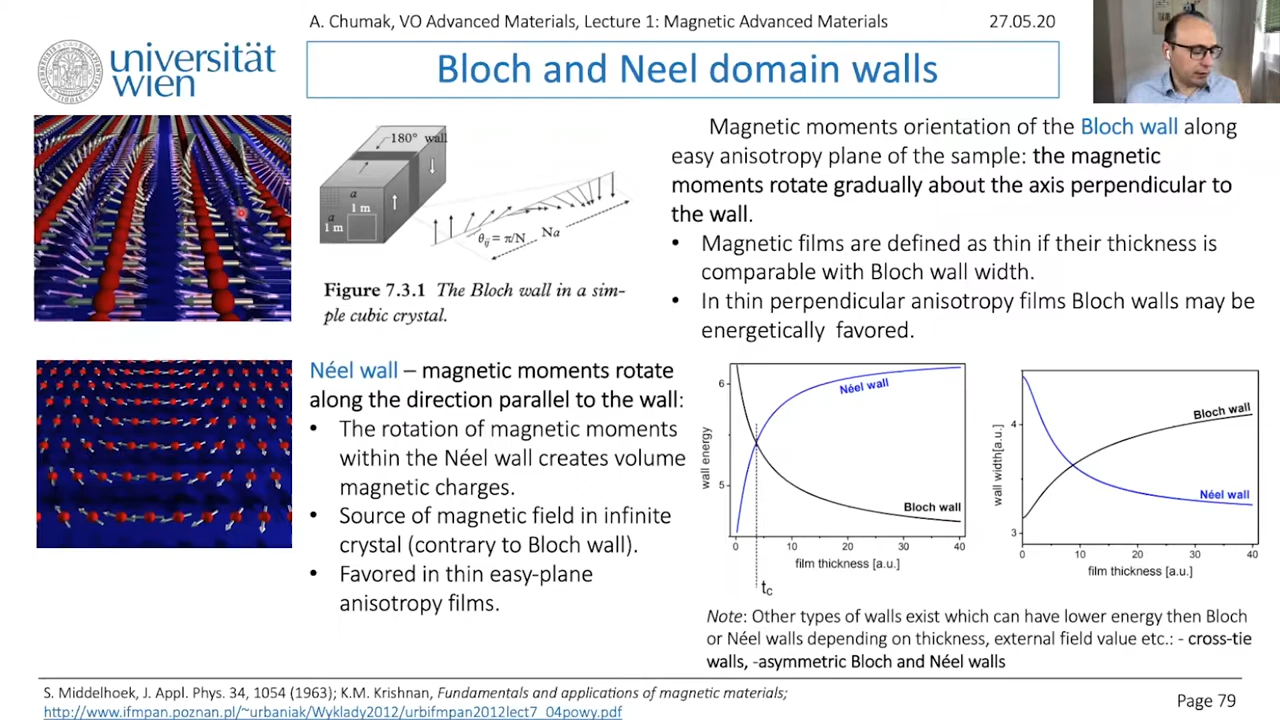 A. Chumak, VO Advanced Materials, Lecture 1: Magnetic Advanced Materials
27.05.20
universität
wien
Bloch and Neel domain walls
180° wall
a
1 m
a
1 m
θij = π/N
Na
Figure 7.3.1 The Bloch wall in a sim-
ple cubic crystal.
Magnetic moments orientation of the Bloch wall along
easy anisotropy plane of the sample: the magnetic
moments rotate gradually about the axis perpendicular to
the wall.
• Magnetic films are defined as thin if their thickness is
comparable with Bloch wall width.
• In thin perpendicular anisotropy films Bloch walls may be
energetically favored.
Néel wall – magnetic moments rotate
along the direction parallel to the wall:
• The rotation of magnetic moments
within the Néel wall creates volume
magnetic charges.
• Source of magnetic field in infinite
crystal (contrary to Bloch wall).
• Favored in thin easy-plane
anisotropy films.
6
5
wall energy
Néel wall
Bloch wall
0 10 20 30 40
film thickness [a.u.]
tc
4
3
wall width[a.u.]
Bloch wall
Néel wall
0 10 20 30 40
film thickness [a.u.]
Note: Other types of walls exist which can have lower energy then Bloch
or Néel walls depending on thickness, external field value etc.: - cross-tie
walls, -asymmetric Bloch and Néel walls
S. Middelhoek, J. Appl. Phys. 34, 1054 (1963); K.M. Krishnan, Fundamentals and applications of magnetic materials;
http://www.ifmpan.poznan.pl/~urbaniak/Wyklady2012/urbifmpan2012lect7_04powy.pdf
Page 79